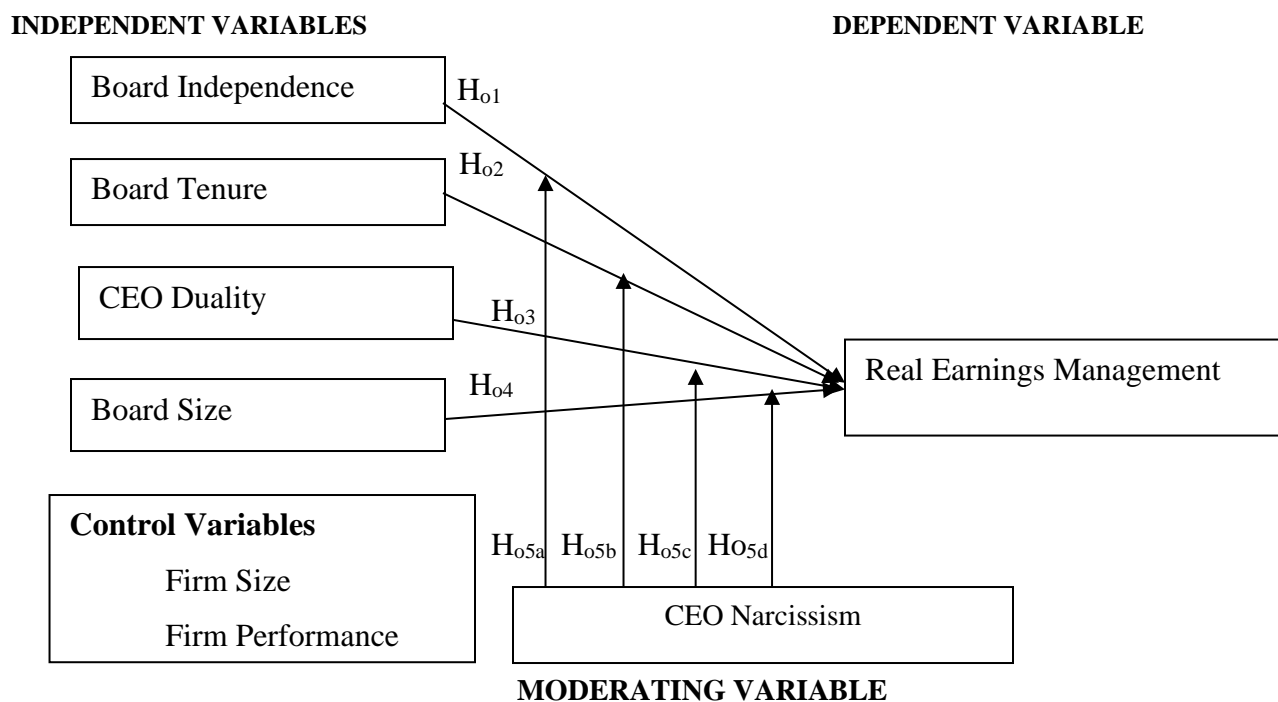 INDEPENDENT VARIABLES
DEPENDENT VARIABLE
Board Independence
Ho1
Board Tenure
Ho2
CEO Duality
Ho3
Board Size
Ho4
Real Earnings Management
Control Variables
Firm Size
Firm Performance
Ho5a
Ho5b
Ho5c
Ho5d
CEO Narcissism
MODERATING VARIABLE